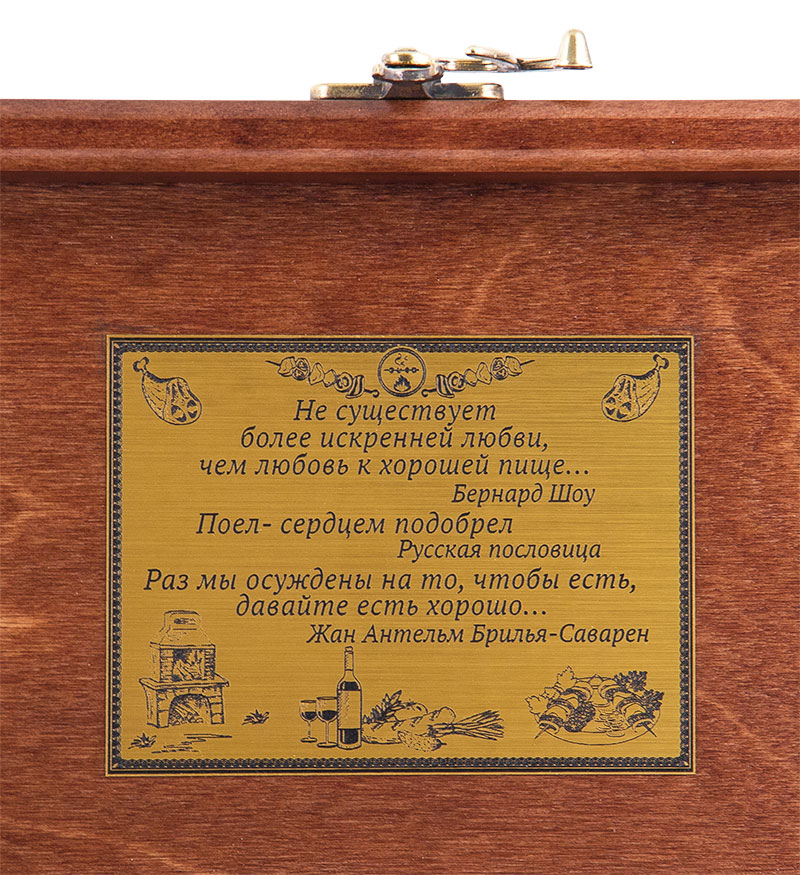 Не существует
более искренней любви,
чем любовь к хорошей пище...
Бернард Шоу
Поел- сердцем подобрел
Русская пословица
Раз мы осуждены на то, чтобы есть,
давайте есть хорошо...
Жан Антельм Брилья-Саварен